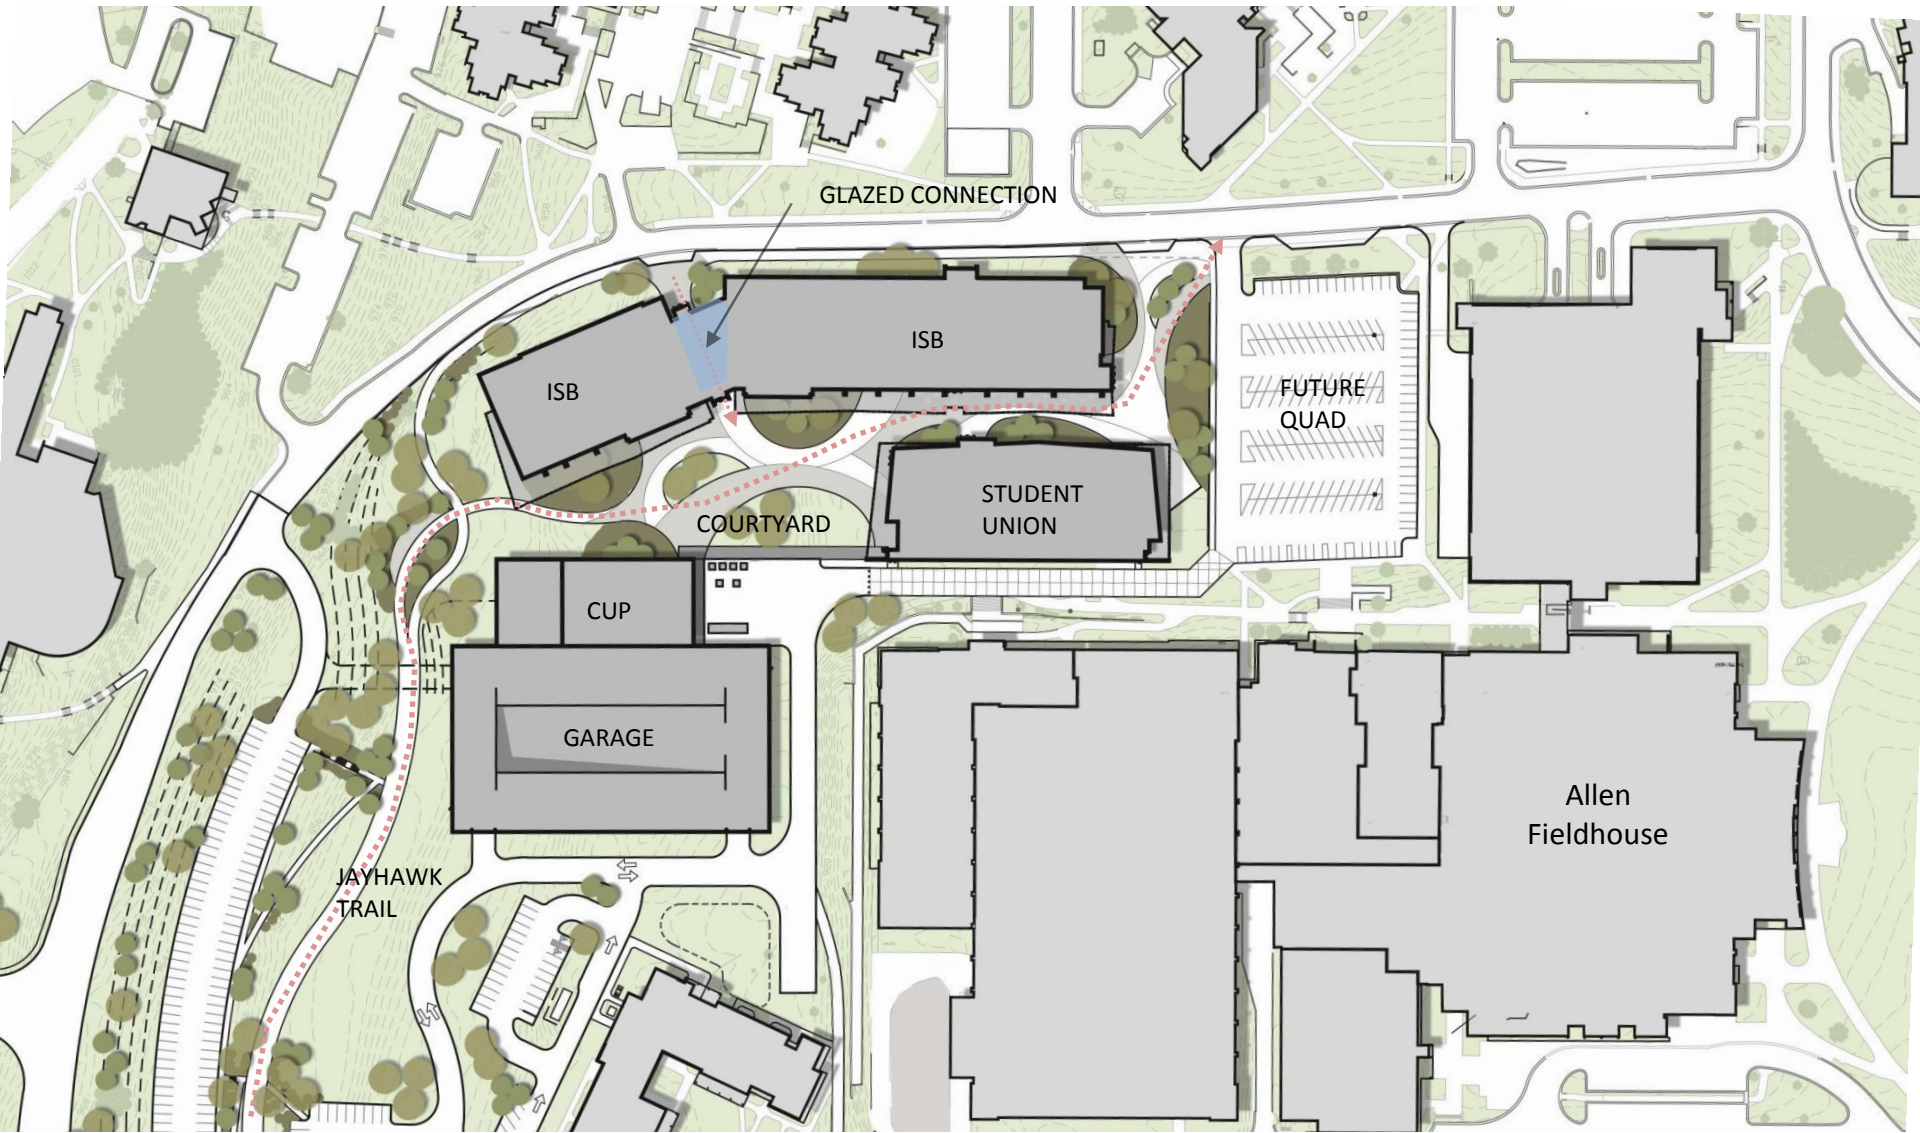 GLAZED CONNECTION
ISB
ISB
FUTURE
QUAD
STUDENT
UNION
COURTYARD
CUP
GARAGE
Allen
Fieldhouse
JAYHAWK
TRAIL